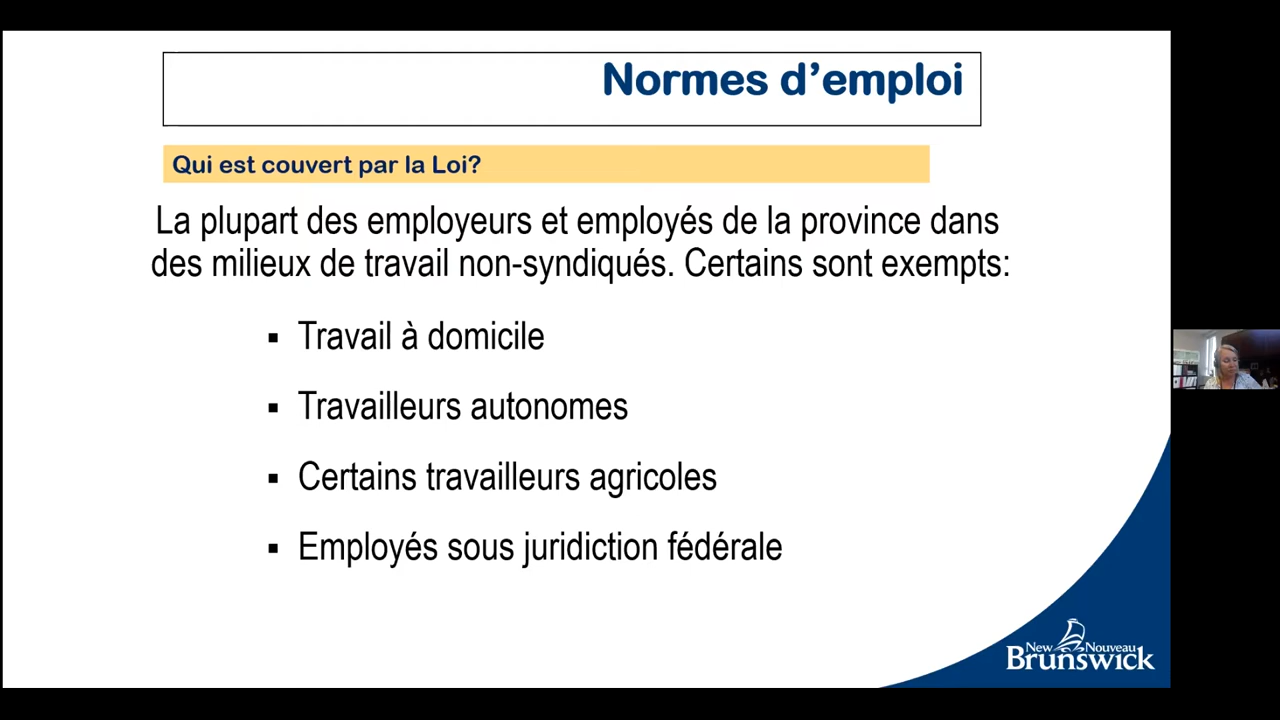 Normes d’emploi
Qui est couvert par la Loi?
La plupart des employeurs et employés de la province dans
des milieux de travail non-syndiqués. Certains sont exempts:
▪ Travail à domicile
▪ Travailleurs autonomes
▪ Certains travailleurs agricoles
▪ Employés sous juridiction fédérale
New Nouveau
Brunswick